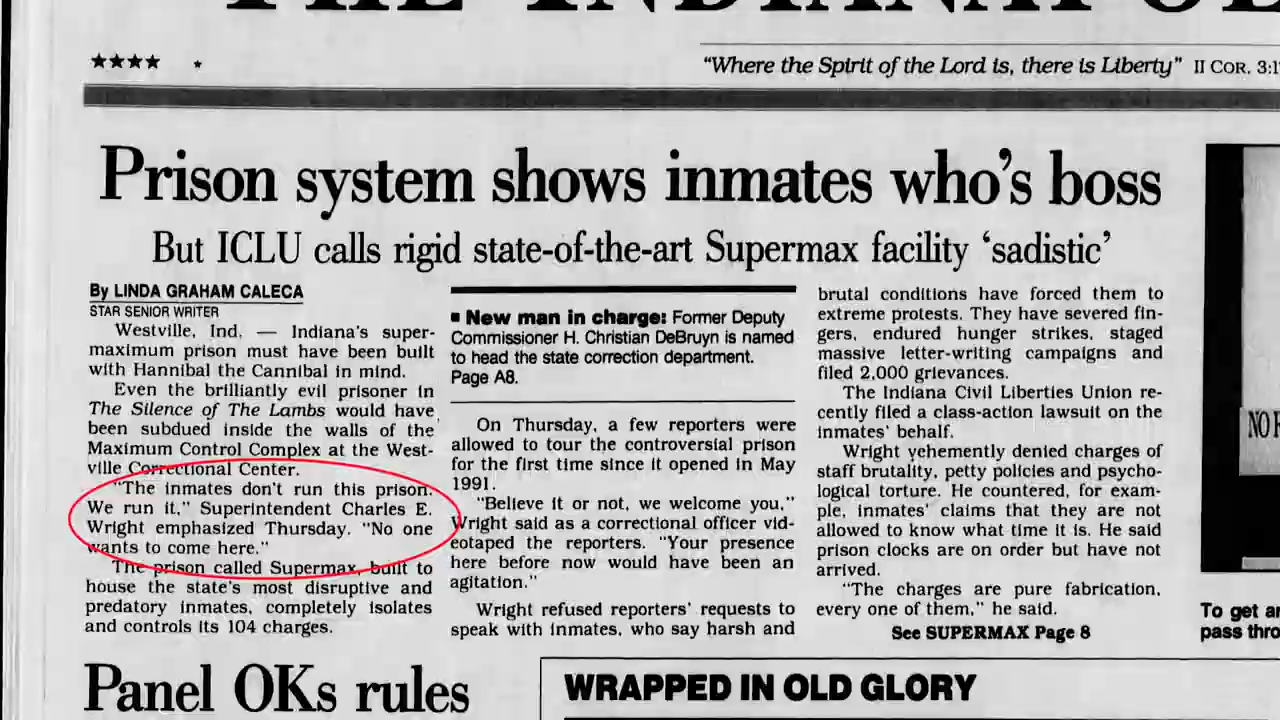 ★★★★ ★
"Where the Spirit of the Lord is, there is Liberty" II COR. 3:17
Prison system shows inmates who's boss
But ICLU calls rigid state-of-the-art Supermax facility 'sadistic'
By LINDA GRAHAM CALECA
STAR SENIOR WRITER
Westville, Ind. — Indiana's super-
maximum prison must have been built
with Hannibal the Cannibal in mind.
Even the brilliantly evil prisoner in
The Silence of The Lambs would have
been subdued inside the walls of the
Maximum Control Complex at the West-
ville Correctional Center.
"The inmates don't run this prison.
We run it," Superintendent Charles E.
Wright emphasized Thursday. "No one
wants to come here."
The prison called Supermax, built to
house the state's most disruptive and
predatory inmates, completely isolates
and controls its 104 charges.
▪ New man in charge: Former Deputy
Commissioner H. Christian DeBruyn is named
to head the state correction department.
Page A8.
On Thursday, a few reporters were
allowed to tour the controversial prison
for the first time since it opened in May
1991.
"Believe it or not, we welcome you,"
Wright said as a correctional officer vid-
eotaped the reporters. "Your presence
here before now would have been an
agitation."
Wright refused reporters' requests to
speak with inmates, who say harsh and
brutal conditions have forced them to
extreme protests. They have severed fin-
gers, endured hunger strikes, staged
massive letter-writing campaigns and
filed 2,000 grievances.
The Indiana Civil Liberties Union re-
cently filed a class-action lawsuit on the
inmates' behalf.
Wright vehemently denied charges of
staff brutality, petty policies and psycho-
logical torture. He countered, for exam-
ple, inmates' claims that they are not
allowed to know what time it is. He said
prison clocks are on order but have not
arrived.
"The charges are pure fabrication,
every one of them," he said.
See SUPERMAX Page 8
NO
To get
pass
Panel OKs rules
WRAPPED IN OLD GLORY